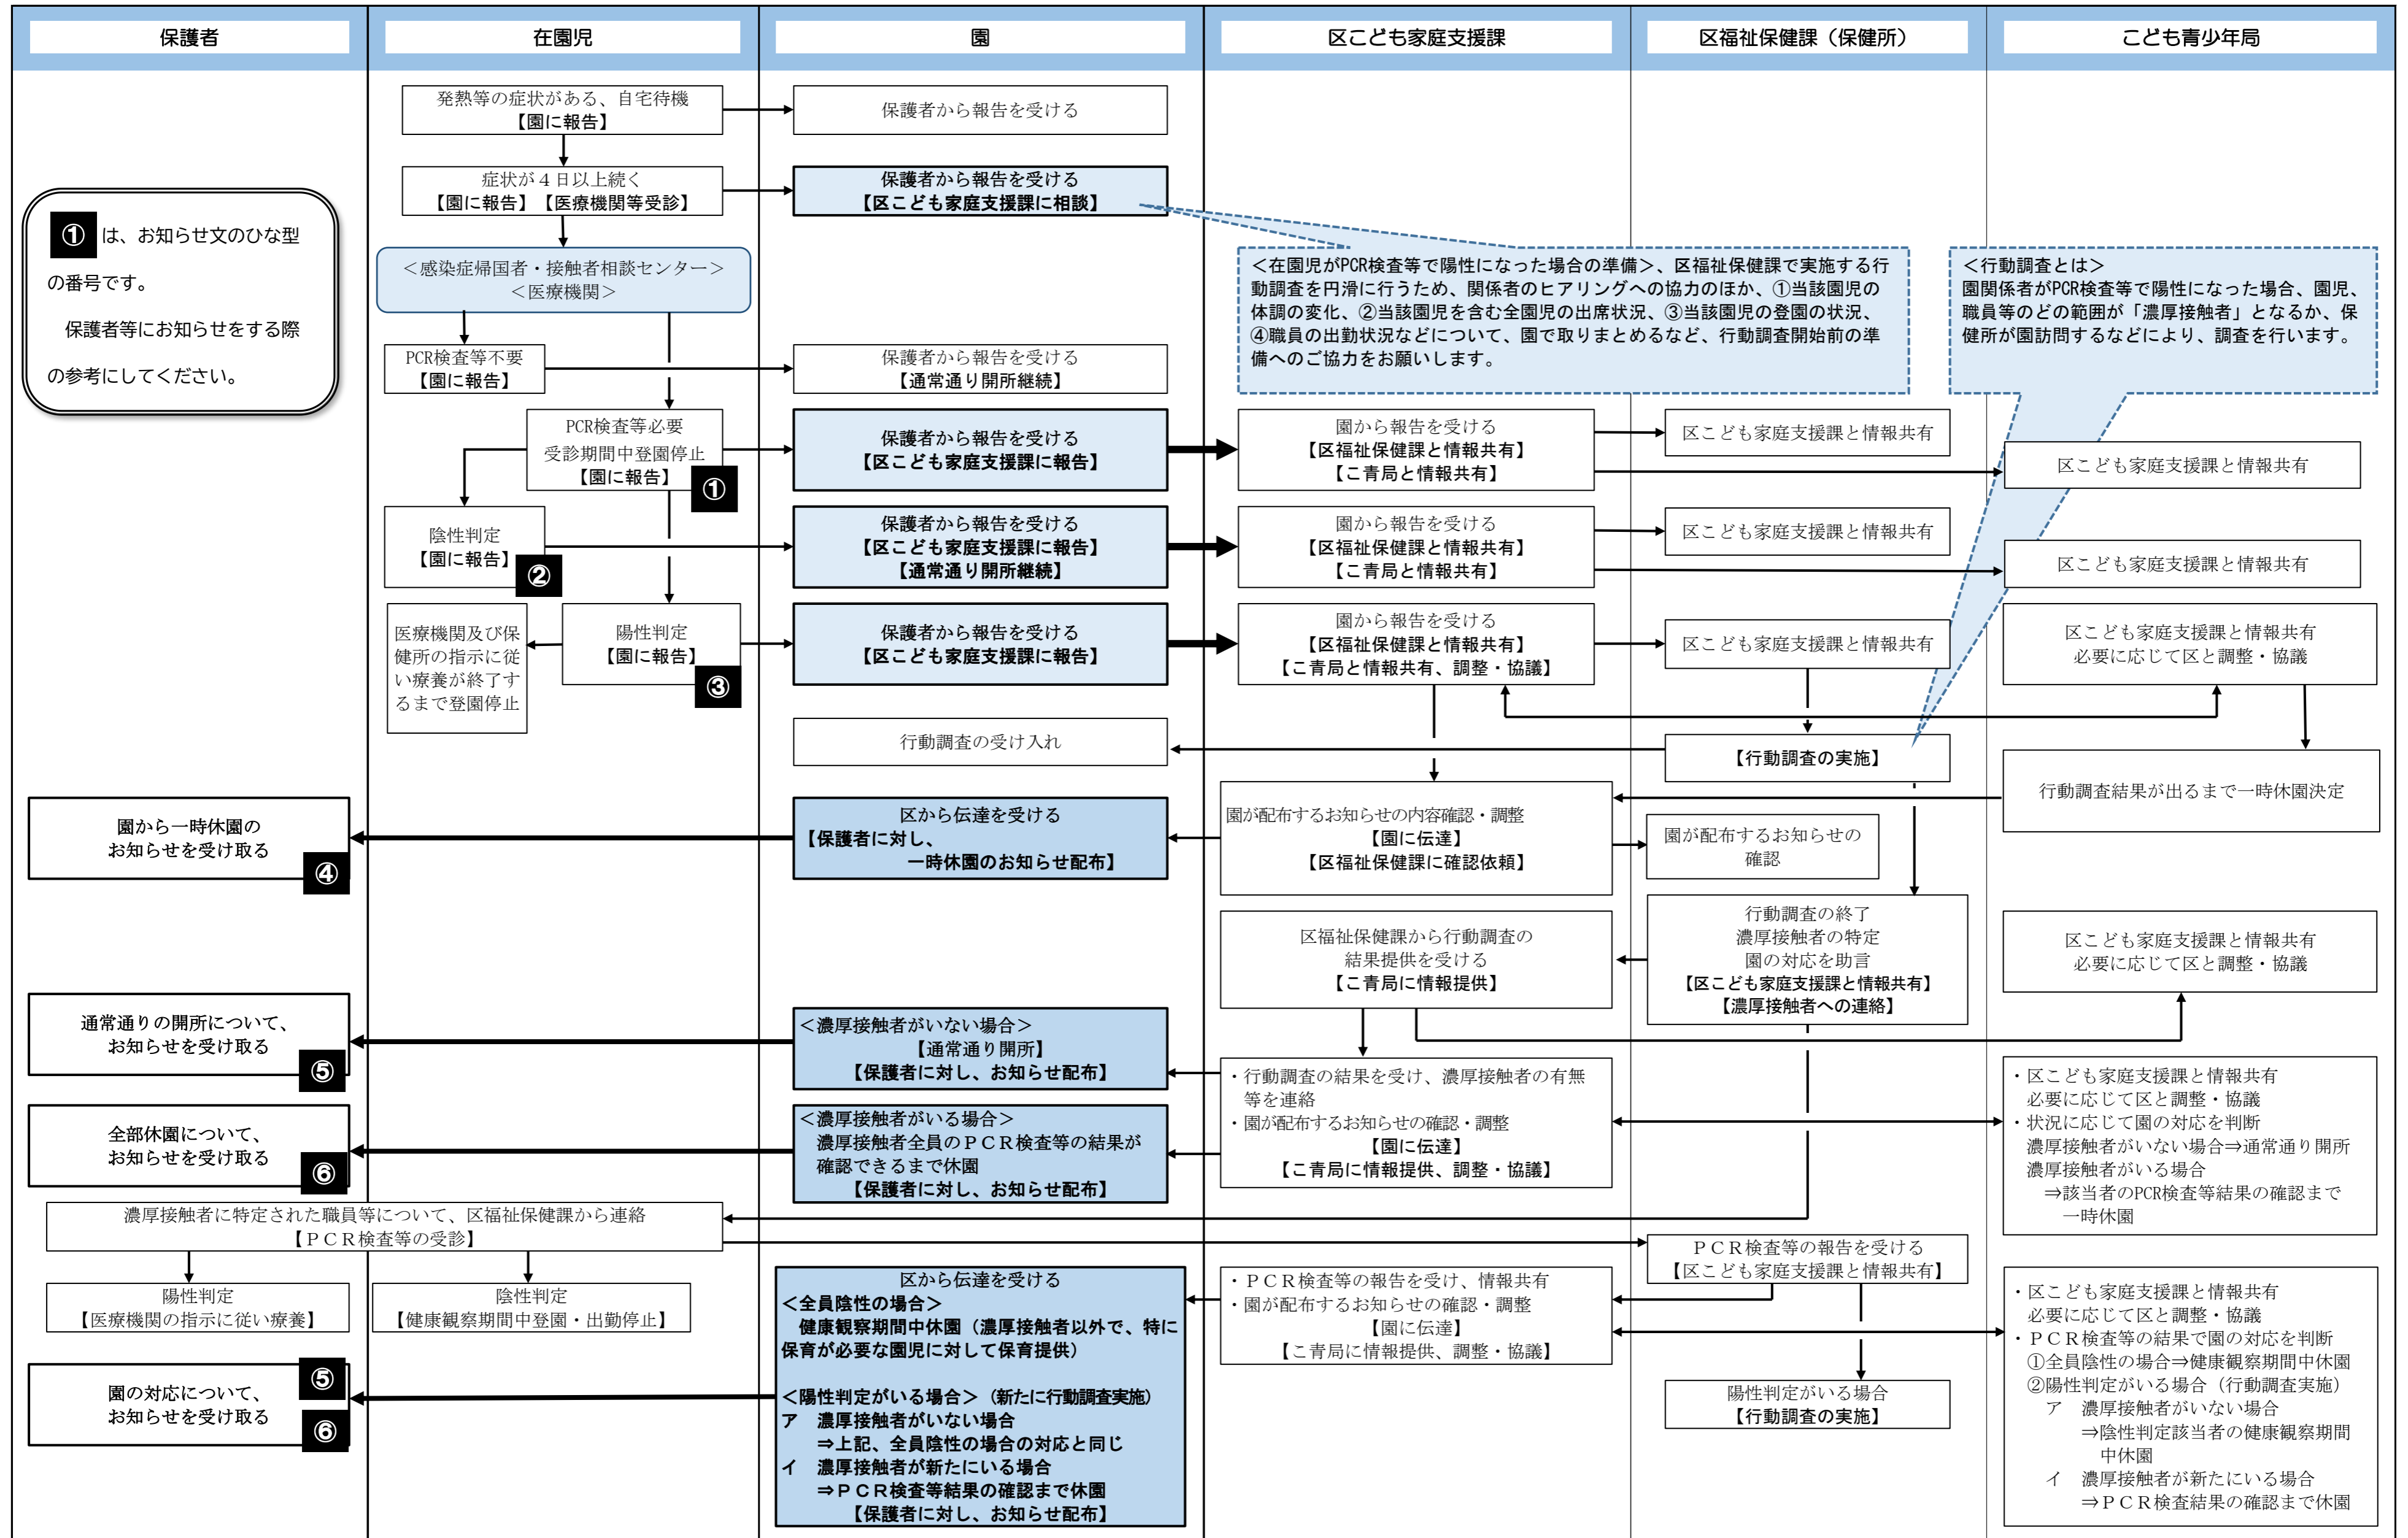 保護者
在園児
園
区こども家庭支援課
区福祉保健課（保健所）
こども青少年局
発熱等の症状がある、自宅待機
【園に報告】
保護者から報告を受ける
症状が４日以上続く
【園に報告】【医療機関等受診】
保護者から報告を受ける
【区こども家庭支援課に相談】
① は、お知らせ文のひな型
の番号です。
保護者等にお知らせをする際
の参考にしてください。
＜感染症帰国者・接触者相談センター＞
＜医療機関＞
＜在園児がPCR検査等で陽性になった場合の準備＞、区福祉保健課で実施する行
動調査を円滑に行うため、関係者のヒアリングへの協力のほか、①当該園児の
体調の変化、②当該園児を含む全園児の出席状況、③当該園児の登園の状況、
④職員の出勤状況などについて、園で取りまとめるなど、行動調査開始前の準
備へのご協力をお願いします。
＜行動調査とは＞
園関係者がPCR検査等で陽性になった場合、園児、
職員等のどの範囲が「濃厚接触者」となるか、保
健所が園訪問するなどにより、調査を行います。
PCR検査等不要
【園に報告】
保護者から報告を受ける
【通常通り開所継続】
PCR検査等必要
受診期間中登園停止
【園に報告】
①
保護者から報告を受ける
【区こども家庭支援課に報告】
園から報告を受ける
【区福祉保健課と情報共有】
【こ青局と情報共有】
区こども家庭支援課と情報共有
区こども家庭支援課と情報共有
陰性判定
【園に報告】
②
保護者から報告を受ける
【区こども家庭支援課に報告】
【通常通り開所継続】
園から報告を受ける
【区福祉保健課と情報共有】
【こ青局と情報共有】
区こども家庭支援課と情報共有
区こども家庭支援課と情報共有
医療機関及び保
健所の指示に従
い療養が終了す
るまで登園停止
陽性判定
【園に報告】
③
保護者から報告を受ける
【区こども家庭支援課に報告】
園から報告を受ける
【区福祉保健課と情報共有】
【こ青局と情報共有、調整・協議】
区こども家庭支援課と情報共有
区こども家庭支援課と情報共有
必要に応じて区と調整・協議
行動調査の受け入れ
【行動調査の実施】
行動調査結果が出るまで一時休園決定
園から一時休園の
お知らせを受け取る
④
区から伝達を受ける
【保護者に対し、
一時休園のお知らせ配布】
園が配布するお知らせの内容確認・調整
【園に伝達】
【区福祉保健課に確認依頼】
園が配布するお知らせの
確認
区福祉保健課から行動調査の
結果提供を受ける
【こ青局に情報提供】
行動調査の終了
濃厚接触者の特定
園の対応を助言
【区こども家庭支援課と情報共有】
【濃厚接触者への連絡】
区こども家庭支援課と情報共有
必要に応じて区と調整・協議
通常通りの開所について、
お知らせを受け取る
⑤
＜濃厚接触者がいない場合＞
【通常通り開所】
【保護者に対し、お知らせ配布】
・行動調査の結果を受け、濃厚接触者の有無
等を連絡
・園が配布するお知らせの確認・調整
【園に伝達】
【こ青局に情報提供、調整・協議】
・区こども家庭支援課と情報共有
必要に応じて区と調整・協議
・状況に応じて園の対応を判断
濃厚接触者がいない場合⇒通常通り開所
濃厚接触者がいる場合
⇒該当者のPCR検査等結果の確認まで
一時休園
全部休園について、
お知らせを受け取る
⑥
＜濃厚接触者がいる場合＞
濃厚接触者全員のＰＣＲ検査等の結果が
確認できるまで休園
【保護者に対し、お知らせ配布】
濃厚接触者に特定された職員等について、区福祉保健課から連絡
【ＰＣＲ検査等の受診】
ＰＣＲ検査等の報告を受ける
【区こども家庭支援課と情報共有】
陽性判定
【医療機関の指示に従い療養】
陰性判定
【健康観察期間中登園・出勤停止】
区から伝達を受ける
＜全員陰性の場合＞
健康観察期間中休園（濃厚接触者以外で、特に
保育が必要な園児に対して保育提供）
＜陽性判定がいる場合＞（新たに行動調査実施）
ア　濃厚接触者がいない場合
⇒上記、全員陰性の場合の対応と同じ
イ　濃厚接触者が新たにいる場合
⇒ＰＣＲ検査等結果の確認まで休園
【保護者に対し、お知らせ配布】
・ＰＣＲ検査等の報告を受け、情報共有
・園が配布するお知らせの確認・調整
【園に伝達】
【こ青局に情報提供、調整・協議】
陽性判定がいる場合
【行動調査の実施】
・区こども家庭支援課と情報共有
必要に応じて区と調整・協議
・ＰＣＲ検査等の結果で園の対応を判断
①全員陰性の場合⇒健康観察期間中休園
②陽性判定がいる場合（行動調査実施）
ア　濃厚接触者がいない場合
⇒陰性判定該当者の健康観察期間
中休園
イ　濃厚接触者が新たにいる場合
⇒ＰＣＲ検査結果の確認まで休園
園の対応について、
お知らせを受け取る
⑤
⑥